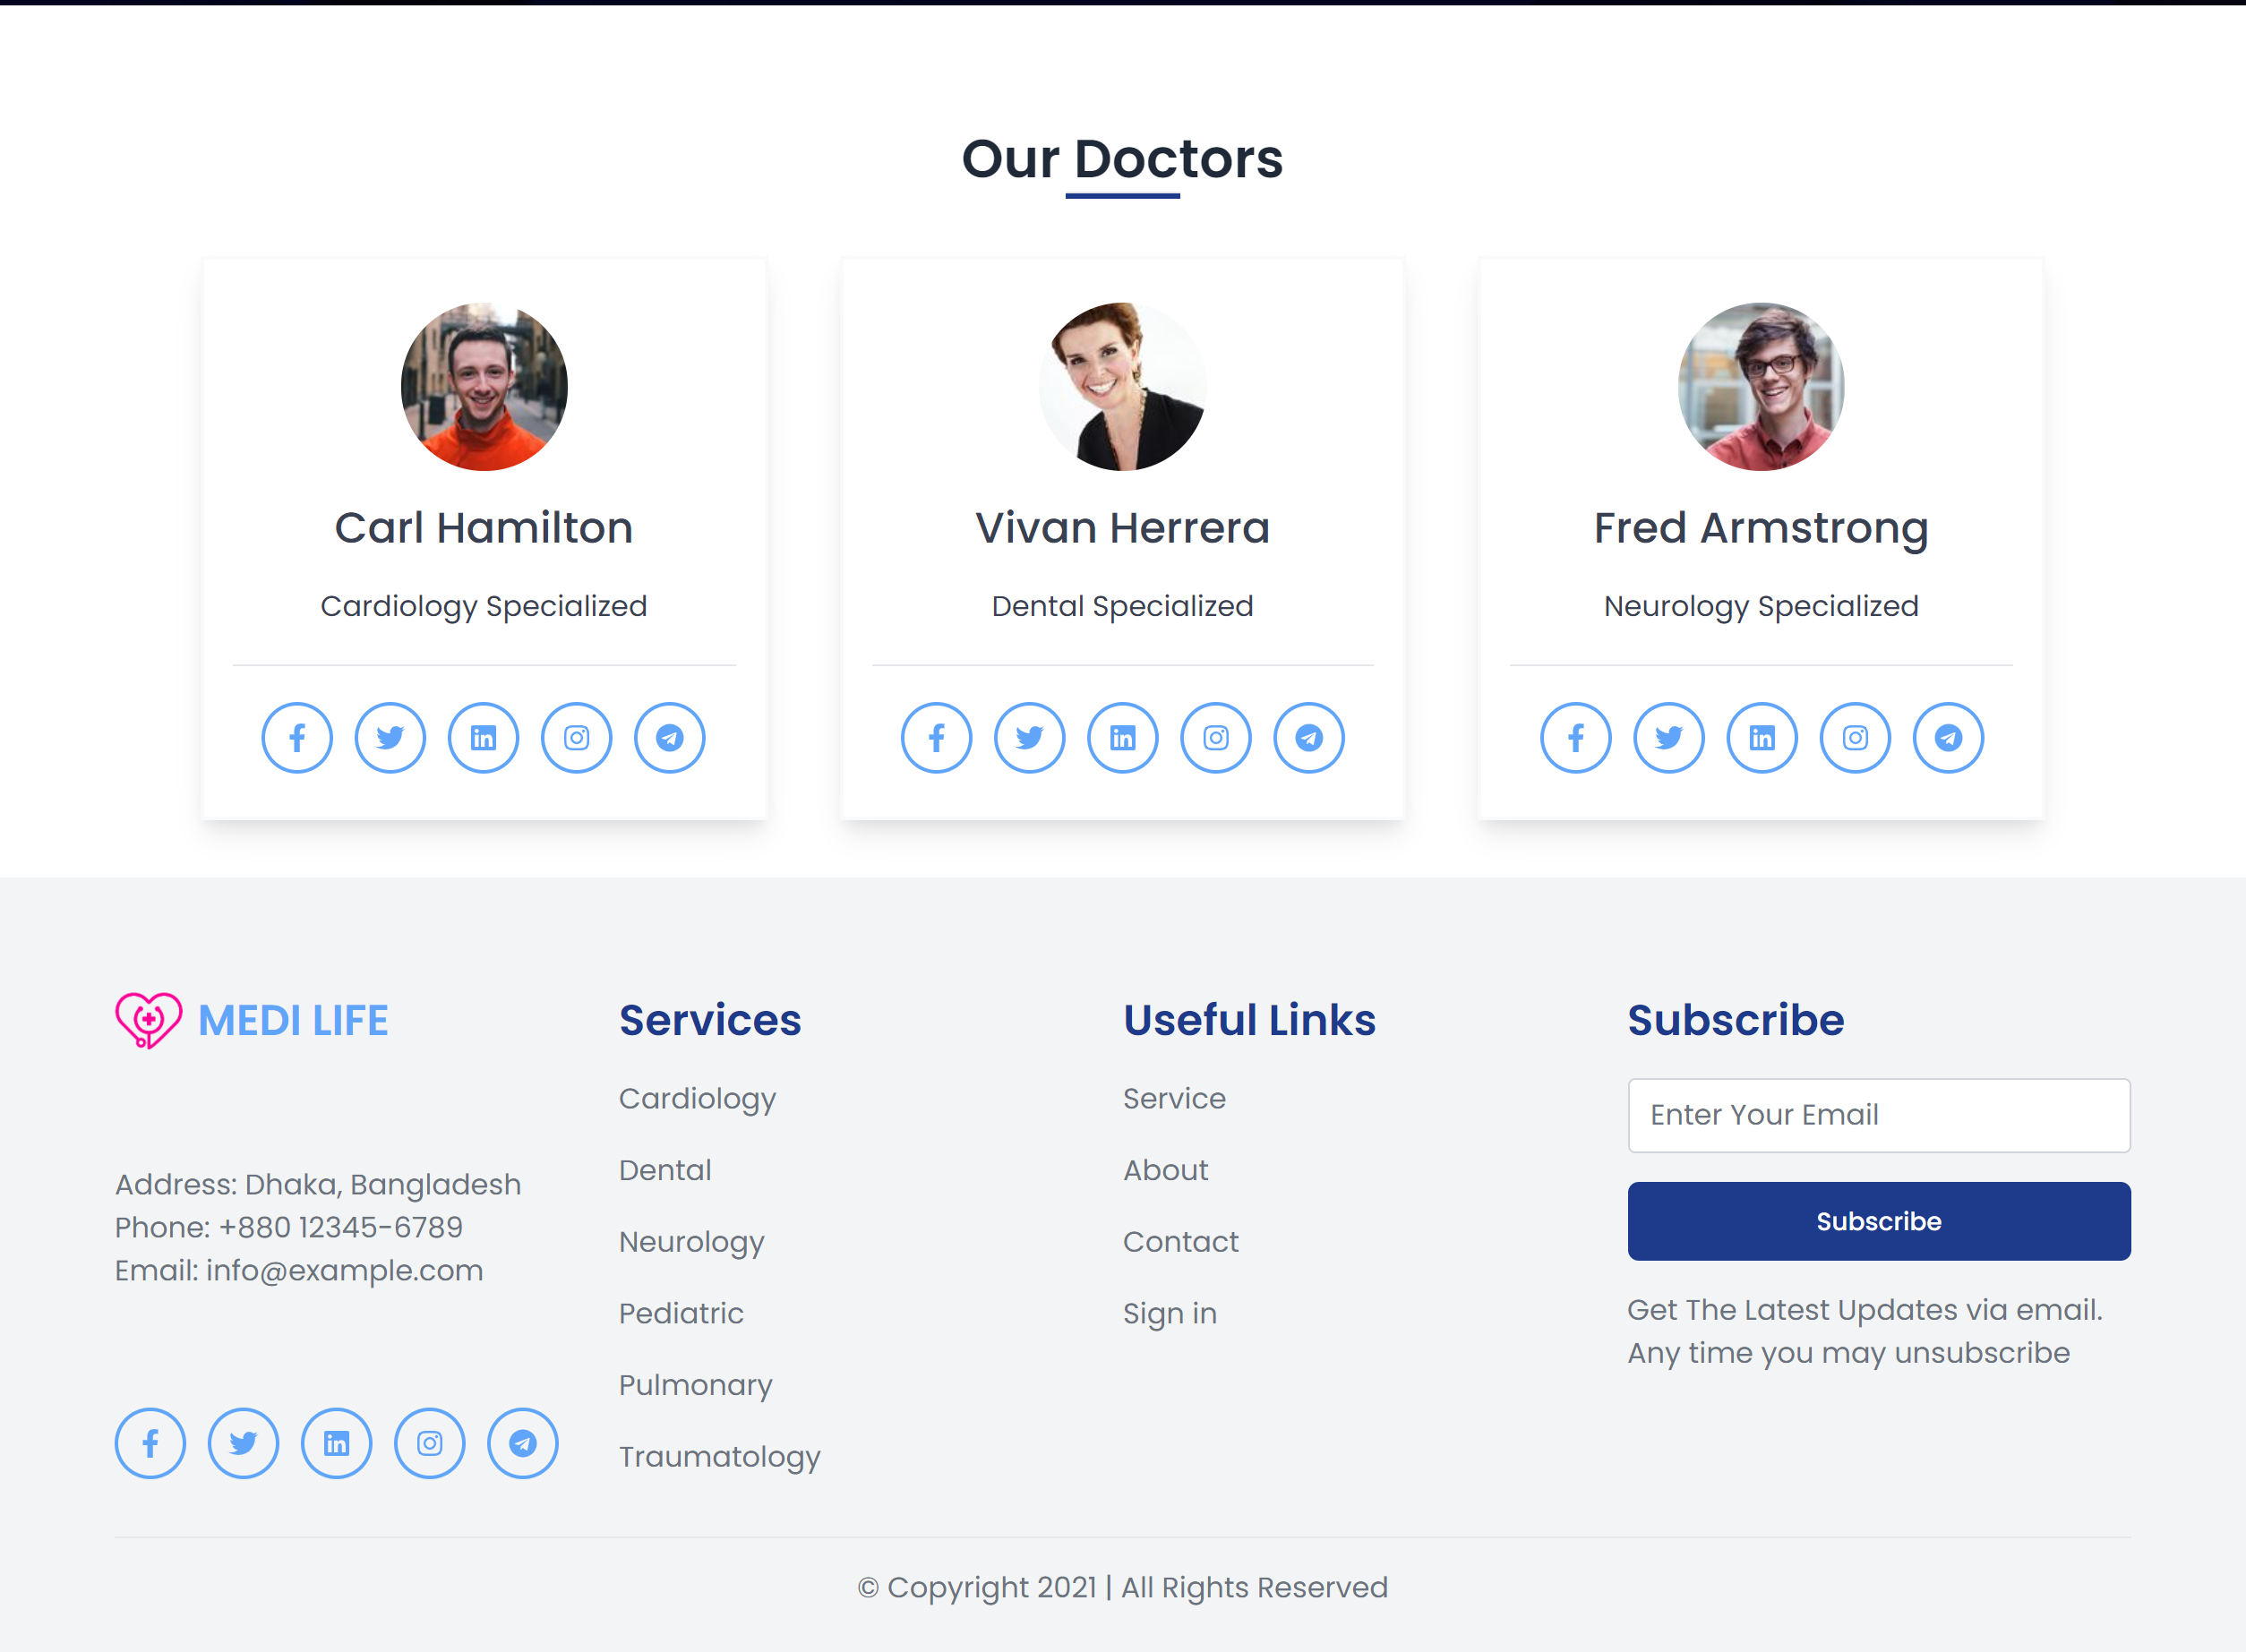 Our Doctors
Carl Hamilton
Cardiology Specialized
Vivan Herrera
Dental Specialized
Fred Armstrong
Neurology Specialized
MEDI LIFE
Address: Dhaka, Bangladesh
Phone: +880 12345-6789
Email: info@example.com
Services
Cardiology
Dental
Neurology
Pediatric
Pulmonary
Traumatology
Useful Links
Service
About
Contact
Sign in
Subscribe
Enter Your Email
Subscribe
Get The Latest Updates via email.
Any time you may unsubscribe
© Copyright 2021 | All Rights Reserved